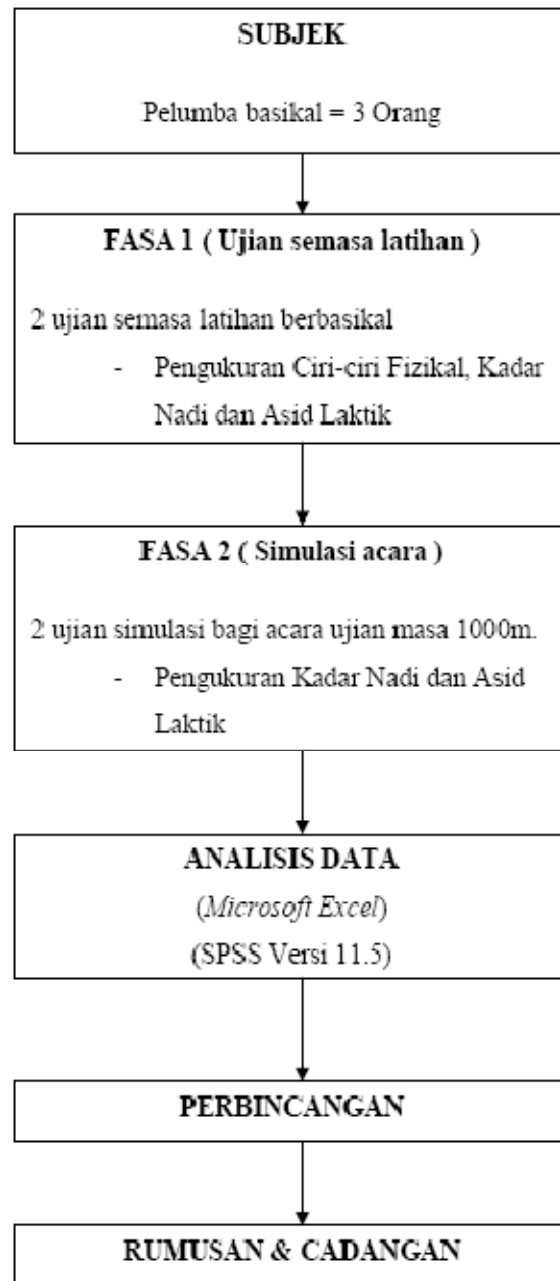 SUBJEK
Pelumba basikal = 3 Orang
FASA 1 ( Ujian semasa latihan )
2 ujian semasa latihan berbasikal
- Pengukuran Ciri-ciri Fizikal, Kadar
Nadi dan Asid Laktik
FASA 2 ( Simulasi acara )
2 ujian simulasi bagi acara ujian masa 1000m.
- Pengukuran Kadar Nadi dan Asid
Laktik
ANALISIS DATA
(Microsoft Excel)
(SPSS Versi 11.5)
PERBINCANGAN
RUMUSAN & CADANGAN